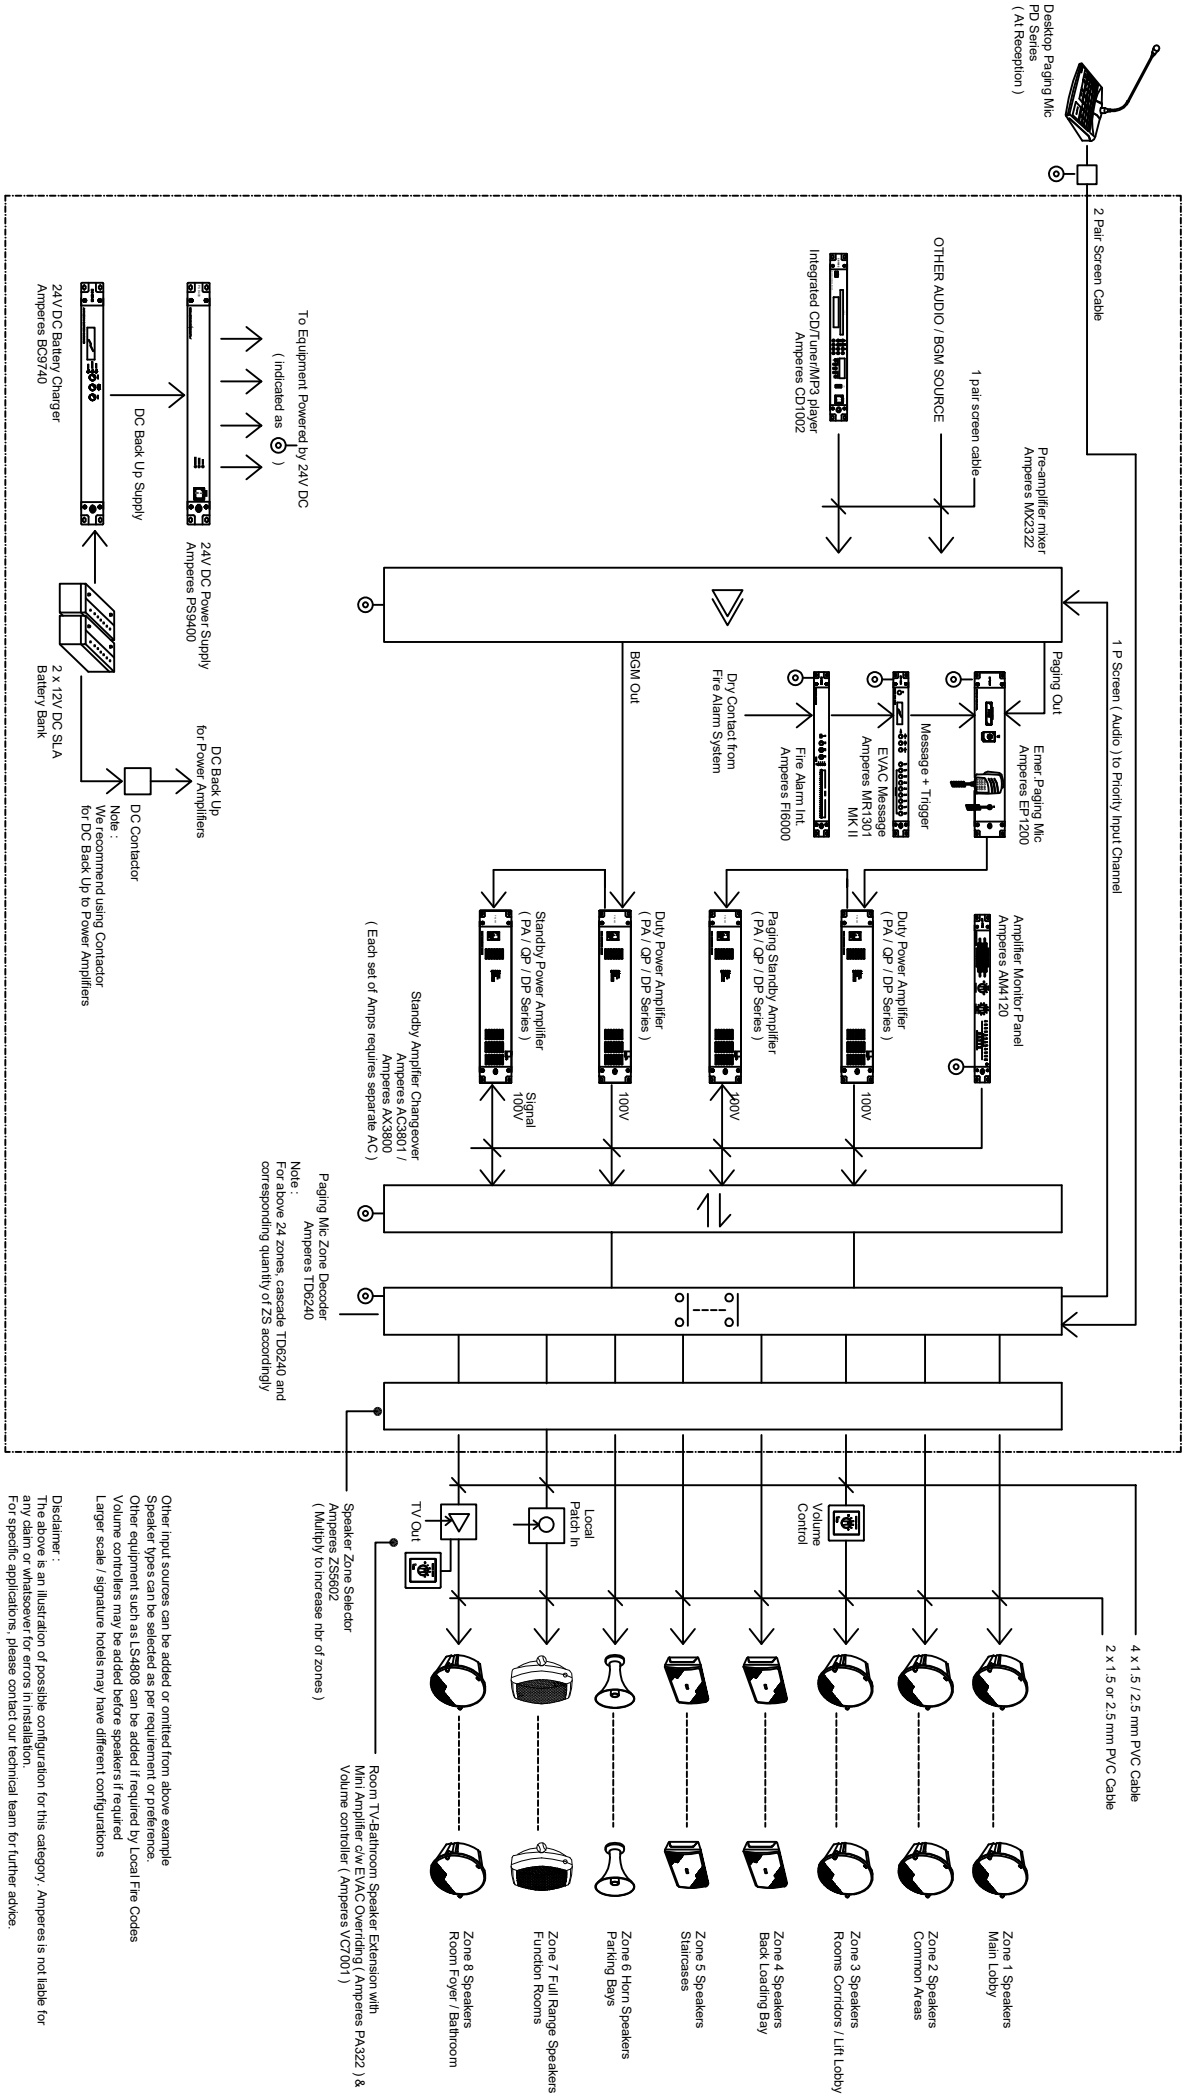 Desktop Paging Mic
PD Series
( At Reception )
2 Pair Screen Cable
OTHER AUDIO / BGM SOURCE
Integrated CD/Tuner/MP3 player
Amperes CD1002
1 pair screen cable
To Equipment Powered by 24V DC
( indicated as
)
24V DC Battery Charger
Amperes BC9740
DC Back Up Supply
24V DC Power Supply
Amperes PS9400
2 x 12V DC SLA
Battery Bank
DC Back Up
for Power Amplifiers
DC Contactor
Note :
We recommend using Contactor
for DC Back Up to Power Amplifiers
Pre-amplifier mixer
Amperes MX2322
1 P Screen ( Audio ) to Priority Input Channel
Paging Out
BGM Out
Emer.Paging Mic
Amperes EP1200
Message + Trigger
EVAC Message
Amperes MR1301
MK II
Fire Alarm Int.
Amperes FI6000
Dry Contact from
Fire Alarm System
Amplifier Monitor Panel
Amperes AM4120
Duty Power Amplifier
( PA / QP / DP Series )
Paging Standby Amplifier
( PA / QP / DP Series )
Duty Power Amplifier
( PA / QP / DP Series )
Standby Power Amplifier
( PA / QP / DP Series )
100V
100V
100V
Signal
100V
Standby Amplfier Changeover
Amperes AC3801 /
Amperes AX3800
( Each set of Amps requires separate AC )
Paging Mic Zone Decoder
Amperes TD6240
Note :
For above 24 zones, cascade TD6240 and
corresponding quantity of ZS accordingly
4 x 1.5 / 2.5 mm PVC Cable
2 x 1.5 or 2.5 mm PVC Cable
Volume
Control
Local
Patch In
TV Out
Speaker Zone Selector
Amperes ZS5602
( Multiply to increase nbr of zones )
Room TV-Bathroom Speaker Extension with
Mini Amplifier c/w EVAC Overriding ( Amperes PA322 ) &
Volume controller ( Amperes VC7001 )
Zone 1 Speakers
Main Lobby
Zone 2 Speakers
Common Areas
Zone 3 Speakers
Rooms Corridors / Lift Lobby
Zone 4 Speakers
Back Loading Bay
Zone 5 Speakers
Staircases
Zone 6 Horn Speakers
Parking Bays
Zone 7 Full Range Speakers
Function Rooms
Zone 8 Speakers
Room Foyer / Bathroom
Other input sources can be added or omitted from above example
Speaker types can be selected as per requirement or preference.
Other equipment such as LS4808 can be added if required by Local Fire Codes
Volume controllers may be added before speakers if required
Larger scale / signature hotels may have different configurations
Disclaimer :
The above is an illustration of possible configuration for this category. Amperes is not liable for
any claim or whatsoever for errors in installation.
For specific applications, please contact our technical team for further advice.